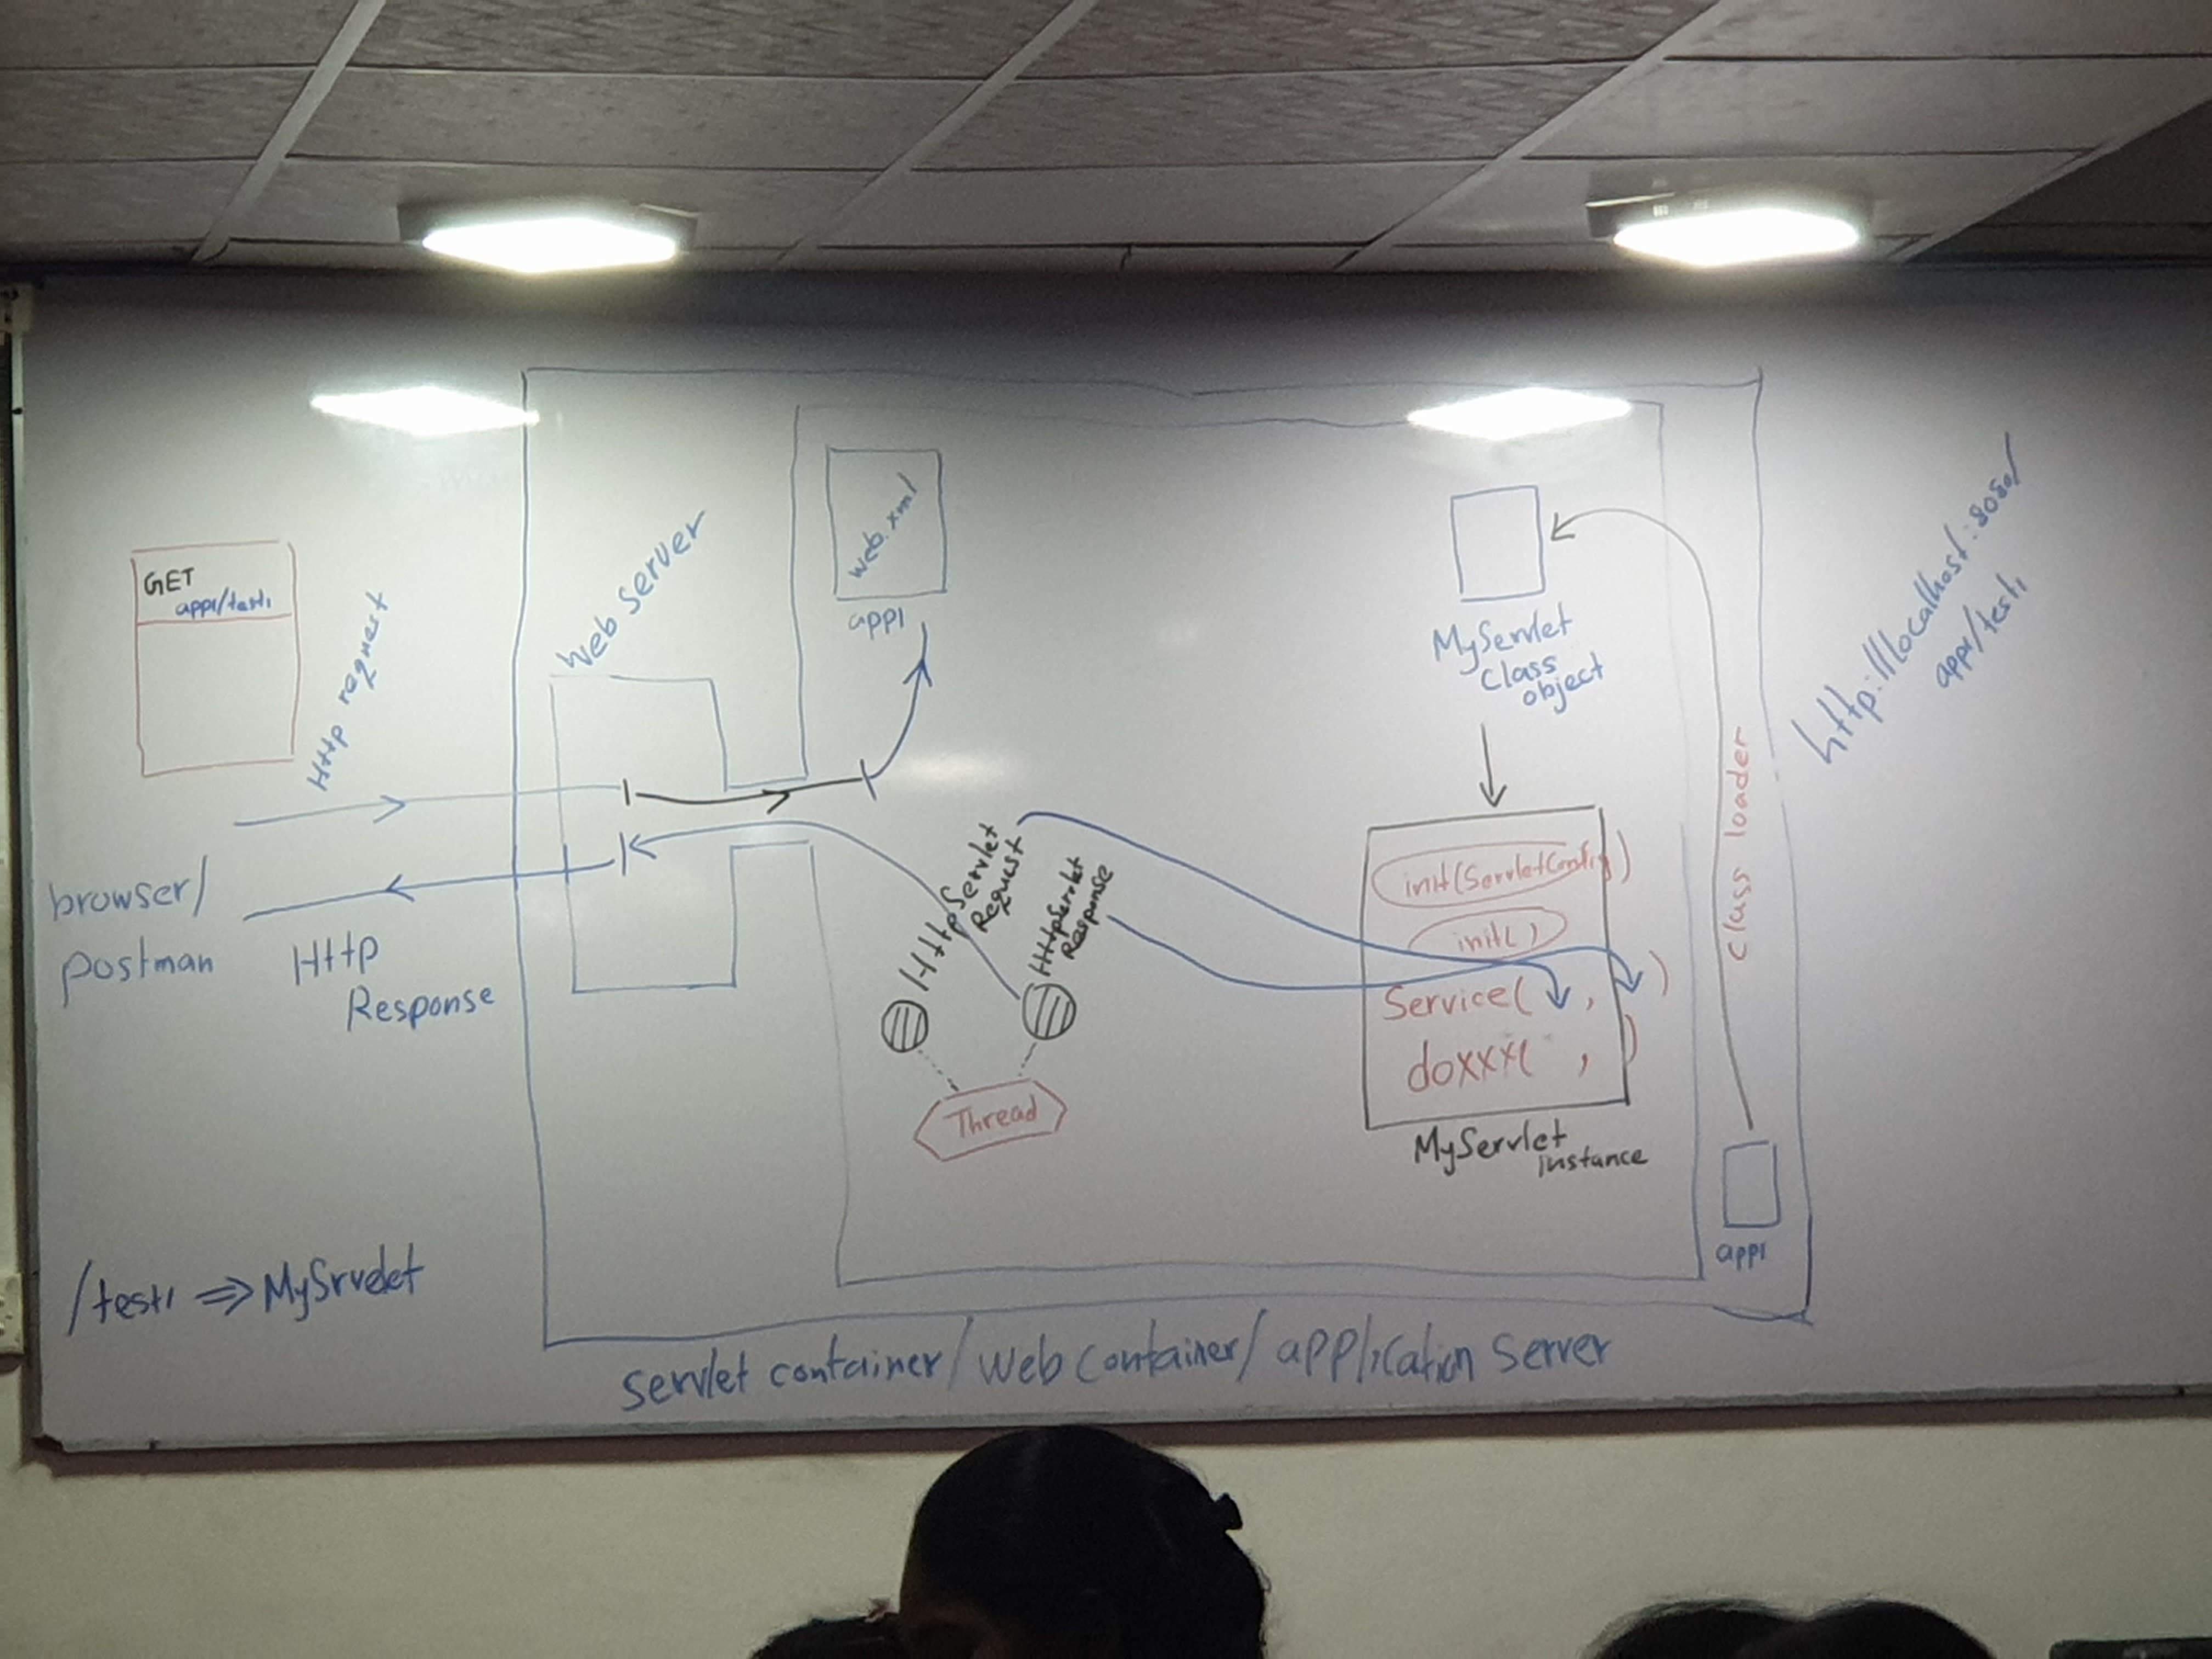 GET
app1/test1
Http request
browser/
postman
Http
Response
/test1 ⇒ MySrvelet
Web Server
web.xml
app1
HttpServlet
Request
HttpServlet
Response
Thread
MyServlet
Class
object
init(ServletConfig)
init( )
Service( , )
doxxx( , )
MyServlet
instance
Class loader
app1
http://localhost:8080/
app1/test1
servlet container/web container/application server